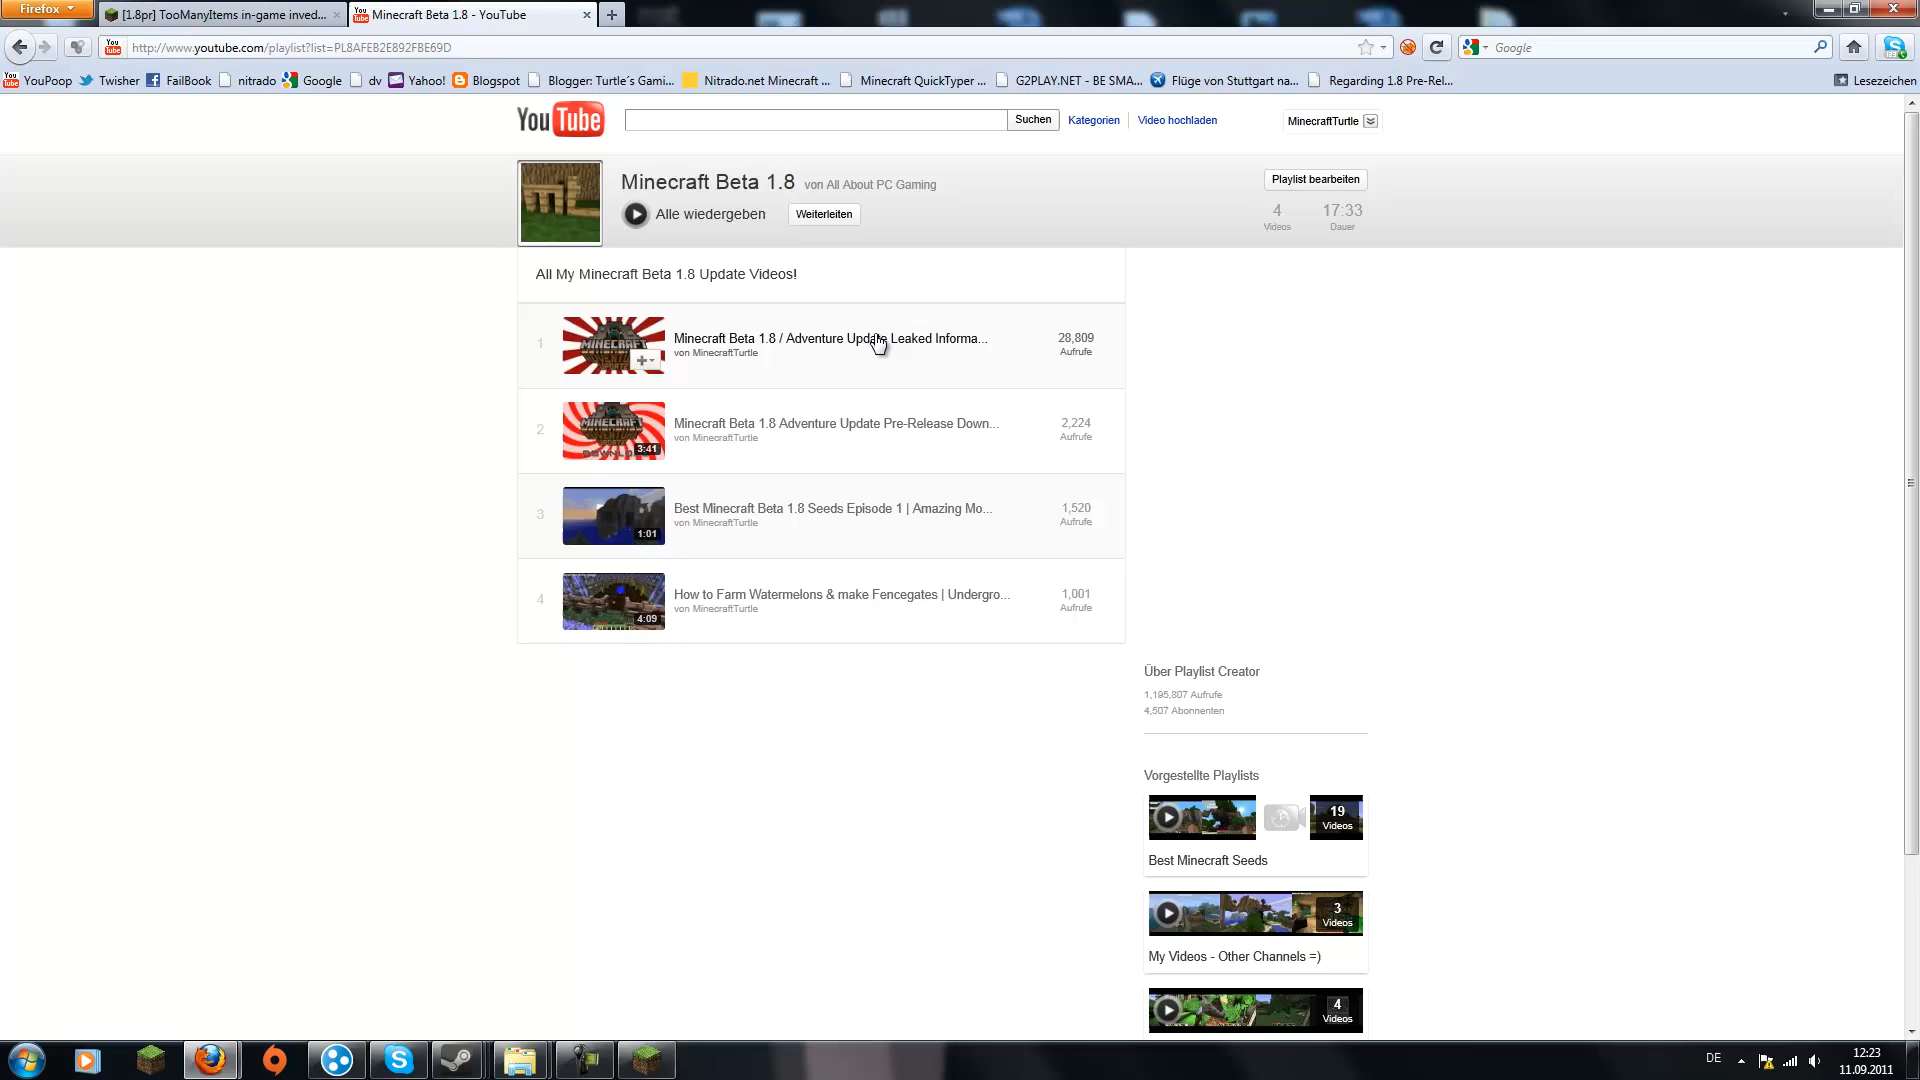 Firefox
[1.8pr] TooManyItems in-game inved...
Minecraft Beta 1.8 - YouTube
http://www.youtube.com/playlist?list=PL8AFEB2E892FBE69D
Google
YouPoop Twisher FailBook nitrado Google dv Yahoo! Blogspot Blogger: Turtle´s Gami... Nitrado.net Minecraft ... Minecraft QuickTyper ... G2PLAY.NET - BE SMA... Flüge von Stuttgart na... Regarding 1.8 Pre-Rel... Lesezeichen
YouTube
Suchen Kategorien Video hochladen MinecraftTurtle
Minecraft Beta 1.8 von All About PC Gaming
Playlist bearbeiten
Alle wiedergeben Weiterleiten
4 17:33
Videos Dauer
All My Minecraft Beta 1.8 Update Videos!
1 Minecraft Beta 1.8 / Adventure Update Leaked Informa... 28,809
von MinecraftTurtle Aufrufe
MINECRAFT
2 Minecraft Beta 1.8 Adventure Update Pre-Release Down... 2,224
von MinecraftTurtle Aufrufe
MINECRAFT
3:41
3 Best Minecraft Beta 1.8 Seeds Episode 1 | Amazing Mo... 1,520
von MinecraftTurtle Aufrufe
1:01
4 How to Farm Watermelons & make Fencegates | Undergro... 1,001
von MinecraftTurtle Aufrufe
4:09
Über Playlist Creator
1,195,807 Aufrufe
4,507 Abonnenten
Vorgestellte Playlists
19
Videos
Best Minecraft Seeds
3
Videos
My Videos - Other Channels =)
4
Videos
DE
12:23
11.09.2011